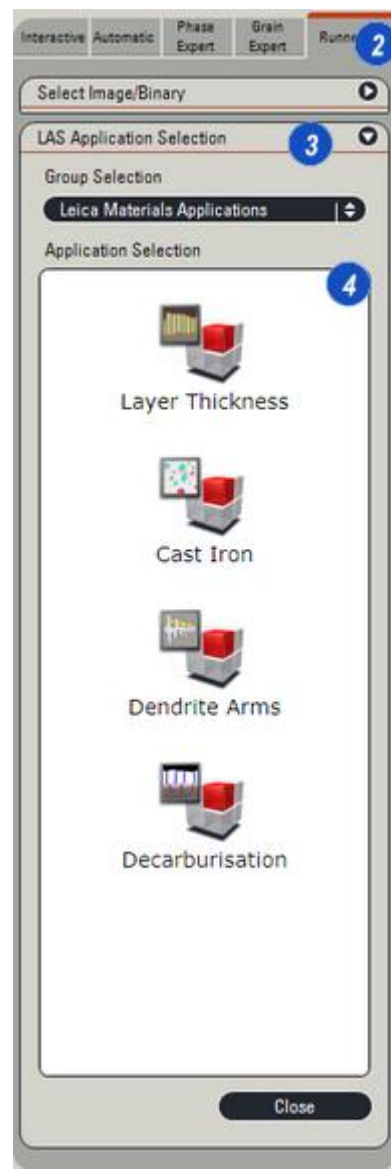 Interactive Automatic Phase Expert Grain Expert 2
Select Image/Binary
LAS Application Selection 3
Group Selection
Leica Materials Applications
Application Selection
4
Layer Thickness
Cast Iron
Dendrite Arms
Decarburisation
Close